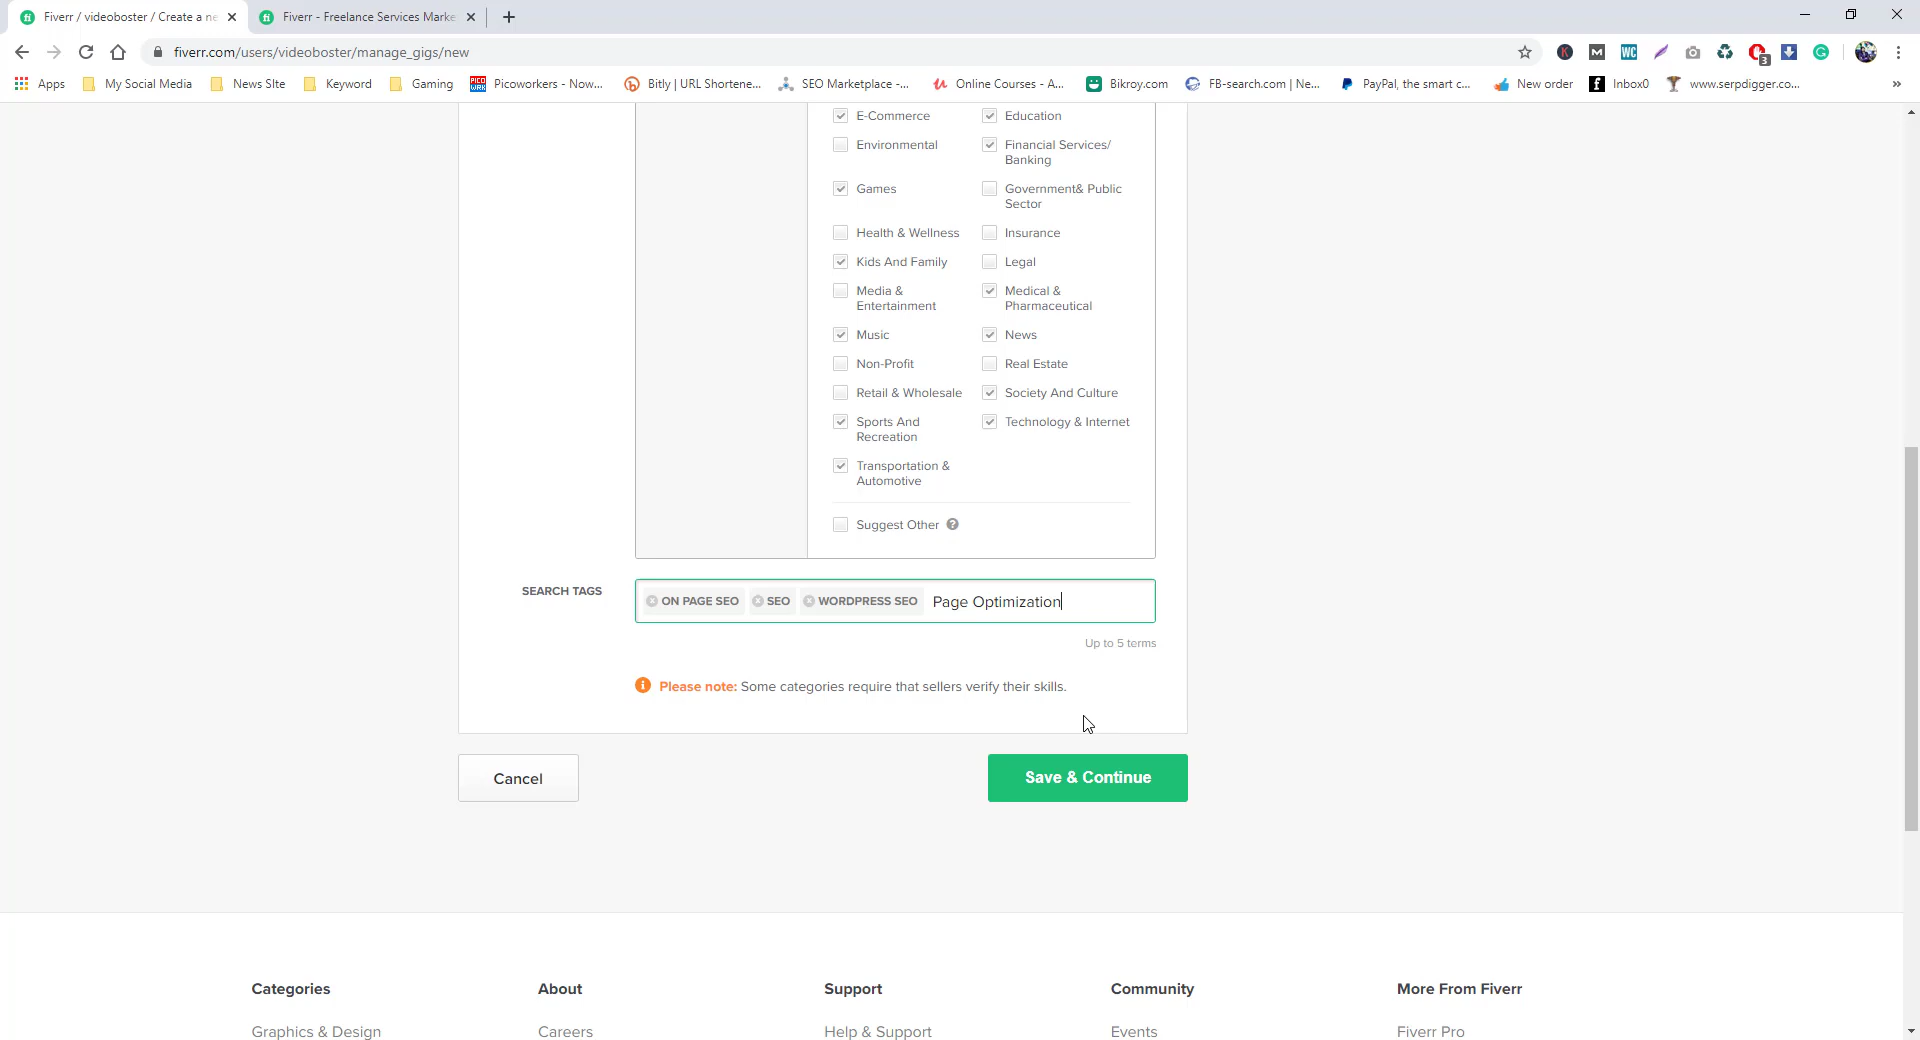 Fiverr / videoboster / Create a ne
Fiverr - Freelance Services Marke
fiverr.com/users/videoboster/manage_gigs/new
3
Apps
My Social Media
News SIte
Keyword
Gaming
Picoworkers - Now...
Bitly | URL Shortene...
SEO Marketplace -...
Online Courses - A...
Bikroy.com
FB-search.com | Ne...
PayPal, the smart c...
New order
Inbox0
www.serpdigger.co...
»
E-Commerce
Education
Environmental
Financial Services/
Banking
Games
Government& Public
Sector
Health & Wellness
Insurance
Kids And Family
Legal
Media &
Entertainment
Medical &
Pharmaceutical
Music
News
Non-Profit
Real Estate
Retail & Wholesale
Society And Culture
Sports And
Recreation
Technology & Internet
Transportation &
Automotive
Suggest Other
SEARCH TAGS
ON PAGE SEO
SEO
WORDPRESS SEO
Page Optimization
Up to 5 terms
Please note: Some categories require that sellers verify their skills.
Cancel
Save & Continue
Categories
About
Support
Community
More From Fiverr
Graphics & Design
Careers
Help & Support
Events
Fiverr Pro